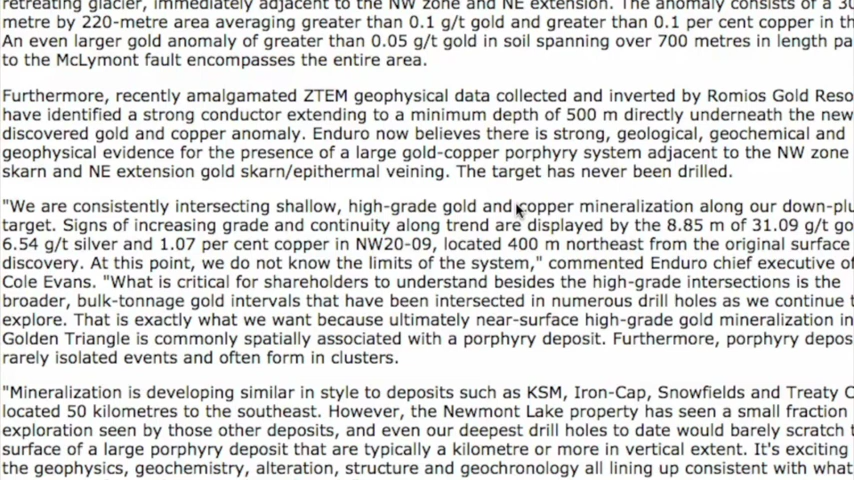 retreating glacier, immediately adjacent to the NW zone and NE extension. The anomaly consists of a
metre by 220-metre area averaging greater than 0.1 g/t gold and greater than 0.1 per cent copper in
An even larger gold anomaly of greater than 0.05 g/t gold in soil spanning over 700 metres in length
to the McLymont fault encompasses the entire area.
Furthermore, recently amalgamated ZTEM geophysical data collected and inverted by Romios Gold
have identified a strong conductor extending to a minimum depth of 500 m directly underneath the new
discovered gold and copper anomaly. Enduro now believes there is strong, geological, geochemical and
geophysical evidence for the presence of a large gold-copper porphyry system adjacent to the NW zone
skarn and NE extension gold skarn/epithermal veining. The target has never been drilled.
"We are consistently intersecting shallow, high-grade gold and copper mineralization along our
target. Signs of increasing grade and continuity along trend are displayed by the 8.85 m of 31.09 g/t
6.54 g/t silver and 1.07 per cent copper in NW20-09, located 400 m northeast from the original surface
discovery. At this point, we do not know the limits of the system," commented Enduro chief executive
Cole Evans. "What is critical for shareholders to understand besides the high-grade intersections is the
broader, bulk-tonnage gold intervals that have been intersected in numerous drill holes as we continue
explore. That is exactly what we want because ultimately near-surface high-grade gold mineralization in
Golden Triangle is commonly spatially associated with a porphyry deposit. Furthermore, porphyry
rarely isolated events and often form in clusters.
"Mineralization is developing similar in style to deposits such as KSM, Iron-Cap, Snowfields and Treaty
located 50 kilometres to the southeast. However, the Newmont Lake property has seen a small fraction
exploration seen by those other deposits, and even our deepest drill holes to date would barely scratch
surface of a large porphyry deposit that are typically a kilometre or more in vertical extent. It's exciting
the geophysics, geochemistry, alteration, structure and geochronology all lining up consistent with what